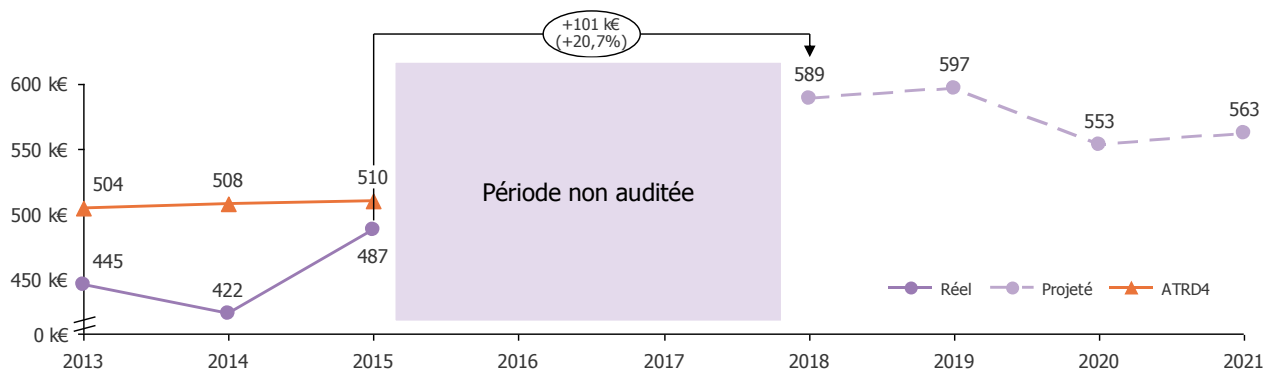 +101 k€
(+20,7%)
600 k€
550 k€
500 k€
450 k€
0 k€
504
508
510
445
422
487
Période non auditée
589
597
553
563
Réel
Projeté
ATRD4
2013
2014
2015
2016
2017
2018
2019
2020
2021